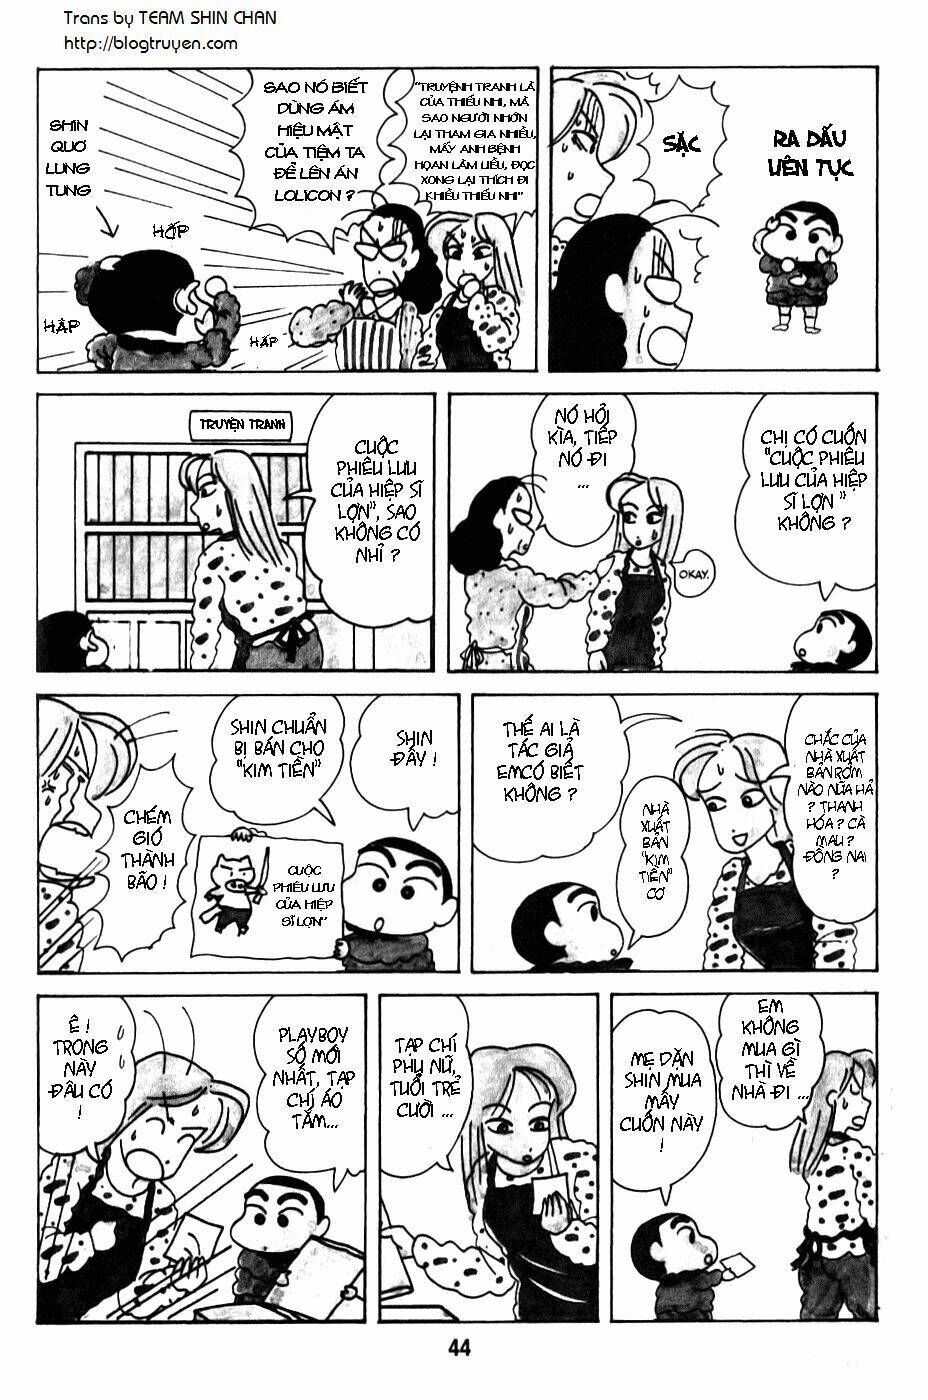 Trans by TEAM SHIN CHAN
http://blogtruyen.com
SHIN
QUƠ
LUNG
TUNG
HẤP
HẤP
HẤP
SAO NÓ BIẾT
DÙNG ÁM
HIỆU MẬT
CỦA TIỆM TA
ĐỂ LÊN ÁN
LOLICON ?
"TRUYỆNH TRANH LÀ
CỦA THIẾU NHI, MÀ
SAO NGƯỜI NHỚN
LẠI THAM GIA NHIỀU,
MẤY ANH BỆNH
HOẠN LẮM LIỀU, ĐỌC
XONG LẠI THÍCH ĐI
KHIỀU THIẾU NHI"
SẶC
RA DẤU
LIÊN TỤC
TRUYỆN TRANH
CUỘC
PHIÊU LƯU
CỦA HIỆP SĨ
LỢN", SAO
KHÔNG CÓ
NHỈ ?
NÓ HỎI
KÌA, TIẾP
NÓ ĐI
...
OKAY.
CHỊ CÓ CUỐN
"CUỘC PHIÊU
LƯU CỦA HIỆP
SĨ LỢN "
KHÔNG ?
CHÉM
GIÓ
THÀNH
BÃO !
SHIN CHUẨN
BỊ BÁN CHO
"KIM TIỀN"
SHIN
ĐÂY !
CUỘC
PHIÊU LƯU
CỦA HIỆP
SĨ LỢN"
THẾ AI LÀ
TÁC GIẢ
EMCÓ BIẾT
KHÔNG ?
NHÀ
XUẤT
BẢN
"KIM
TIỀN"
CƠ
CHẮC CỦA
NHÀ XUẤT
BẢN RƠM
NÀO NỮA HẢ
? THANH
HÓA ? CÀ
MAU ?
ĐỒNG NAI
?
Ê !
TRONG
NÀY
ĐÂU CÓ
!
PLAYBOY
SỐ MỚI
NHẤT, TẠP
CHÍ ÁO
TẮM...
TẠP CHÍ
PHỤ NỮ,
TUỔI TRẺ
CƯỜI ...
MẸ DẶN
SHIN MUA
MẤY
CUỐN NÀY
!
EM
KHÔNG
MUA GÌ
THÌ VỀ
NHÀ ĐI ...
44